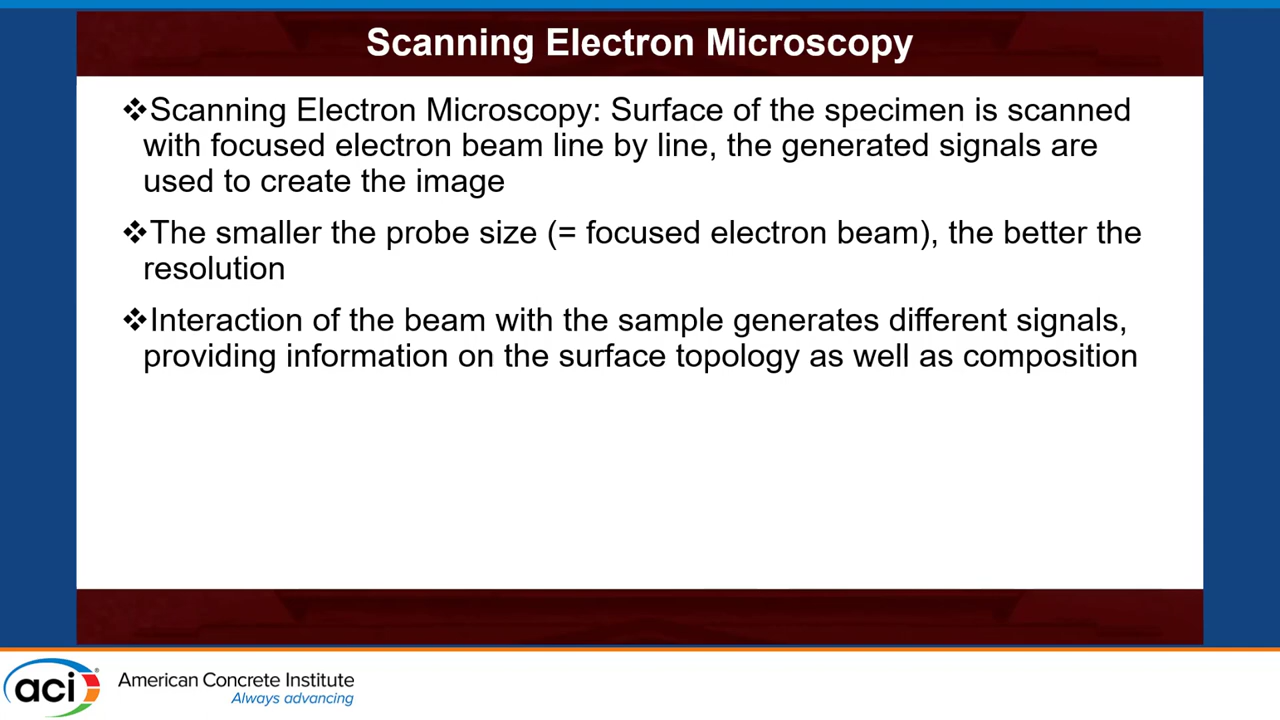 Scanning Electron Microscopy
❖Scanning Electron Microscopy: Surface of the specimen is scanned
with focused electron beam line by line, the generated signals are
used to create the image
❖The smaller the probe size (= focused electron beam), the better the
resolution
❖Interaction of the beam with the sample generates different signals,
providing information on the surface topology as well as composition
aci®
American Concrete Institute
Always advancing